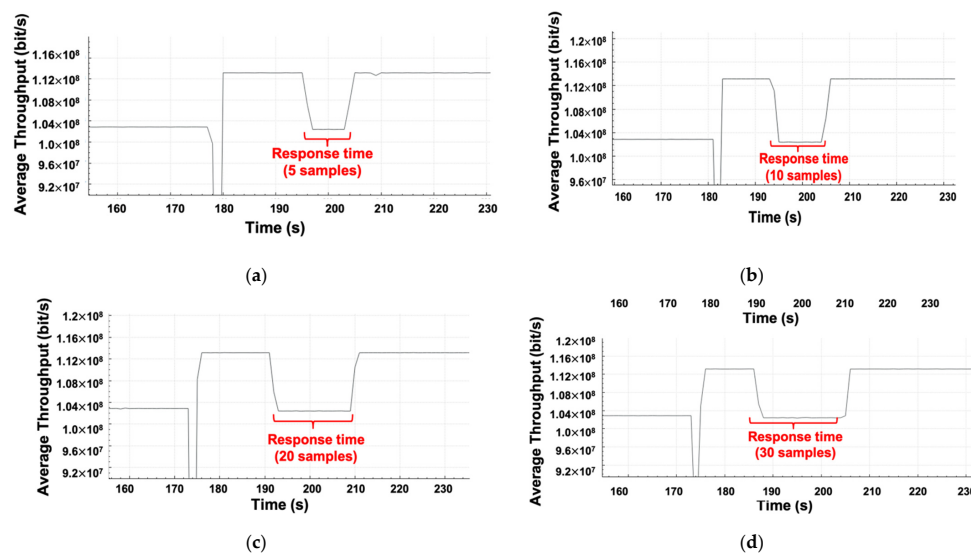 Average Throughput (bit/s)
1.16×10⁸
1.12×10⁸
1.08×10⁸
1.04×10⁸
1.00×10⁸
9.6×10⁷
9.2×10⁷
Response time
(5 samples)
160 170 180 190 200 210 220 230
Time (s)
(a)
Average Throughput (bit/s)
1.2×10⁸
1.16×10⁸
1.12×10⁸
1.08×10⁸
1.04×10⁸
1.00×10⁸
9.6×10⁷
Response time
(10 samples)
160 170 180 190 200 210 220 230
Time (s)
(b)
Average Throughput (bit/s)
1.2×10⁸
1.16×10⁸
1.12×10⁸
1.08×10⁸
1.04×10⁸
1.00×10⁸
9.6×10⁷
9.2×10⁷
Response time
(20 samples)
160 170 180 190 200 210 220 230
Time (s)
(c)
160 170 180 190 200 210 220 230
Time (s)
Average Throughput (bit/s)
1.2×10⁸
1.16×10⁸
1.12×10⁸
1.08×10⁸
1.04×10⁸
1.00×10⁸
9.6×10⁷
9.2×10⁷
Response time
(30 samples)
160 170 180 190 200 210 220 230
Time (s)
(d)